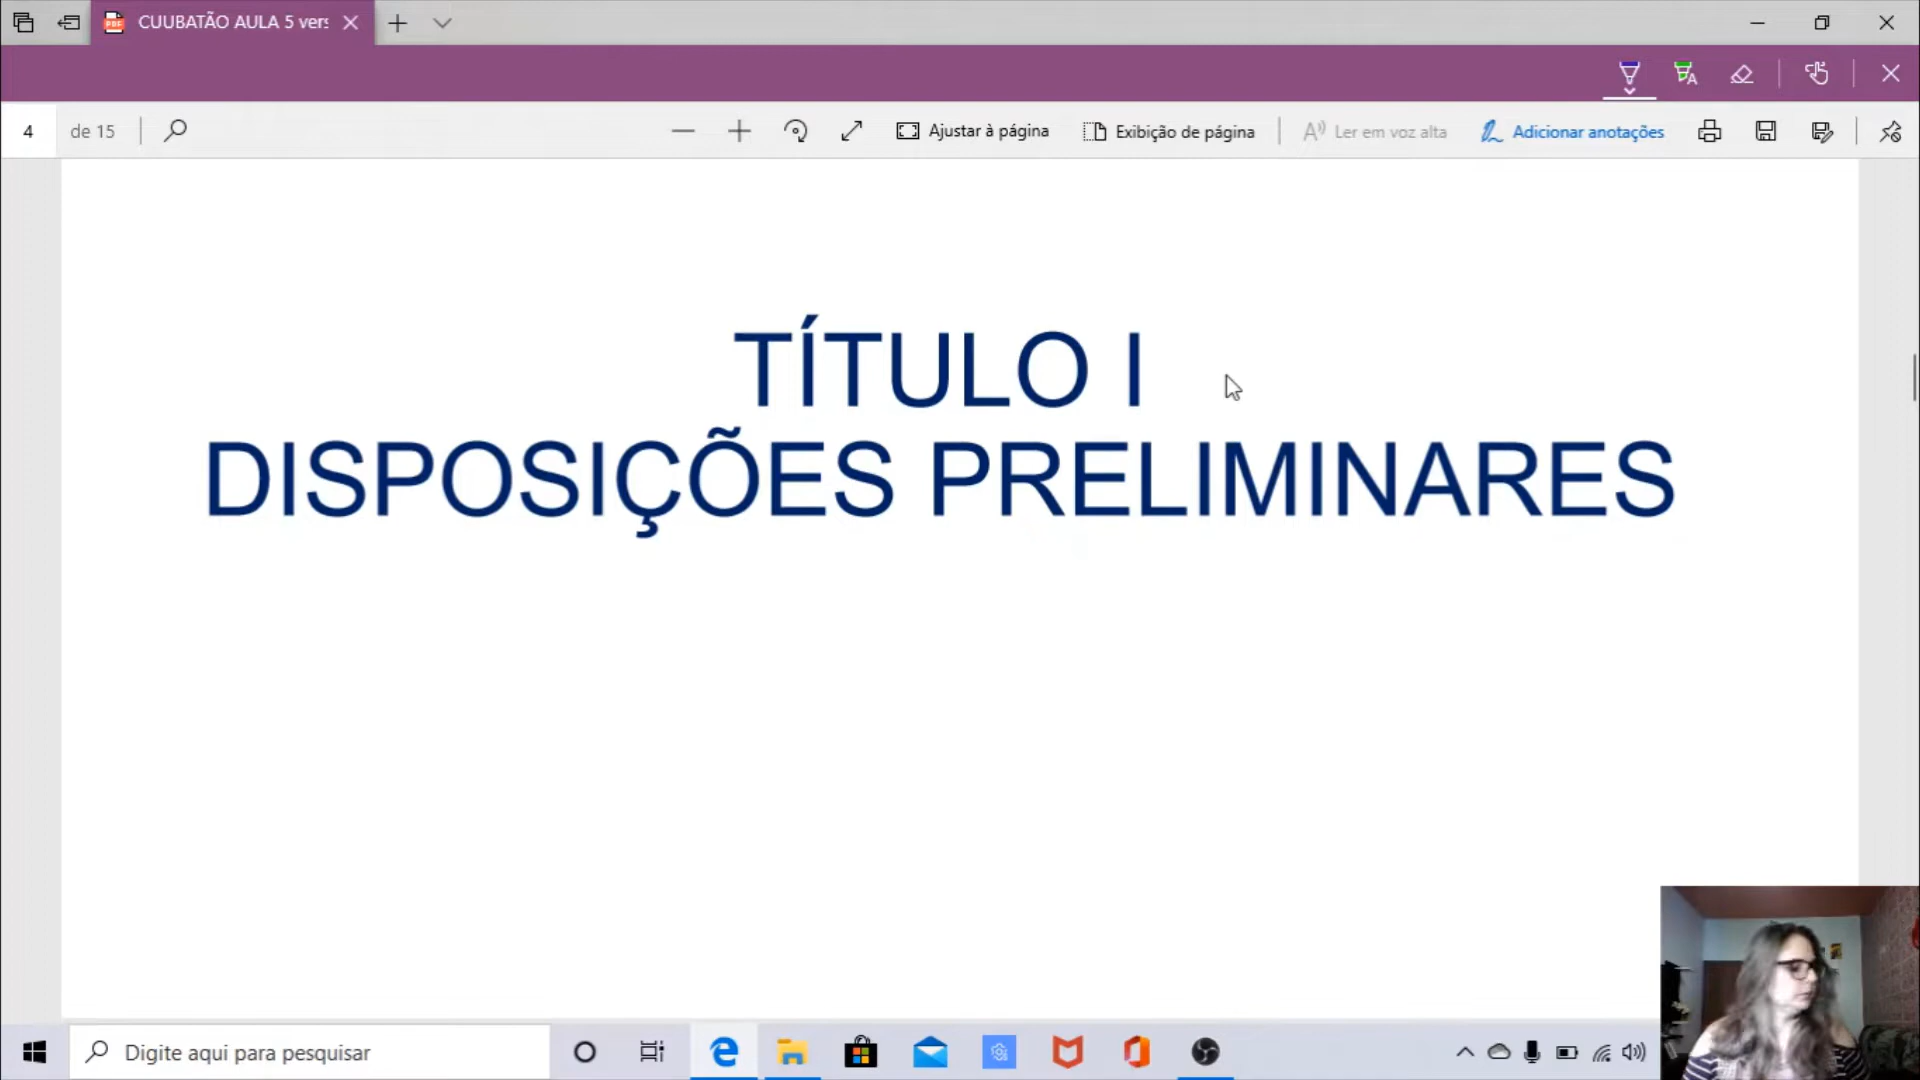 CUUBATÃO AULA 5 vers
4 de 15
Ajustar à página
Exibição de página
Ler em voz alta
Adicionar anotações
TÍTULO I
DISPOSIÇÕES PRELIMINARES
Digite aqui para pesquisar